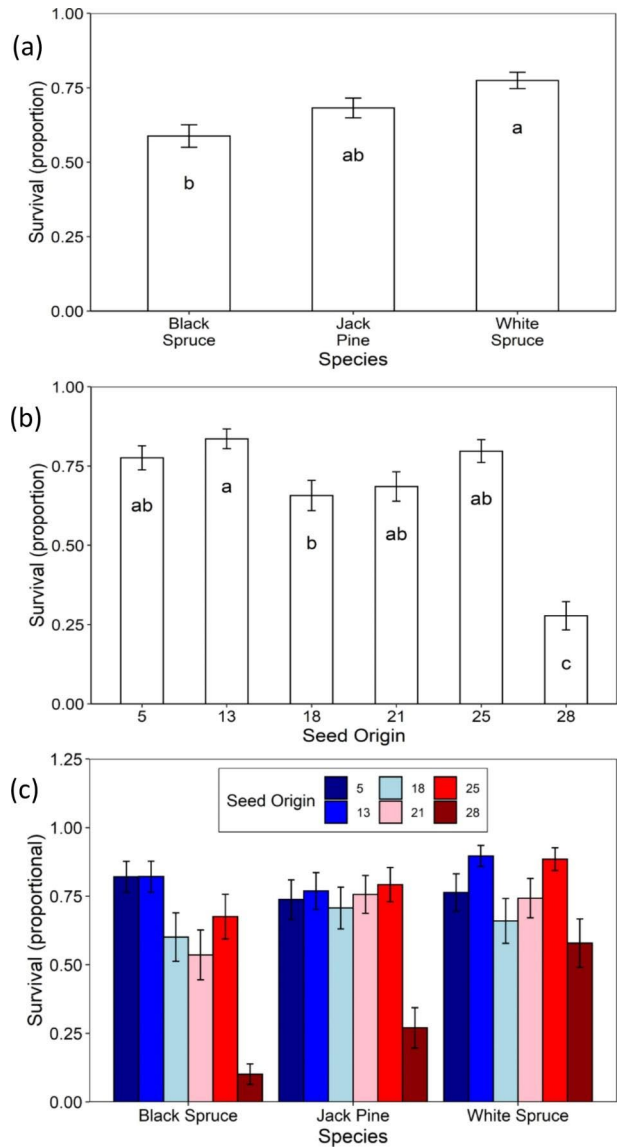 (a)
Survival (proportion)
1.00
0.75
0.50
0.25
0.00
b
ab
a
Black Spruce
Jack Pine
White Spruce
Species
(b)
Survival (proportion)
1.00
0.75
0.50
0.25
0.00
ab
a
b
ab
ab
c
5 13 18 21 25 28
Seed Origin
(c)
Survival (proportional)
1.25
1.00
0.75
0.50
0.25
0.00
Seed Origin
5 18 25
13 21 28
Black Spruce Jack Pine White Spruce
Species